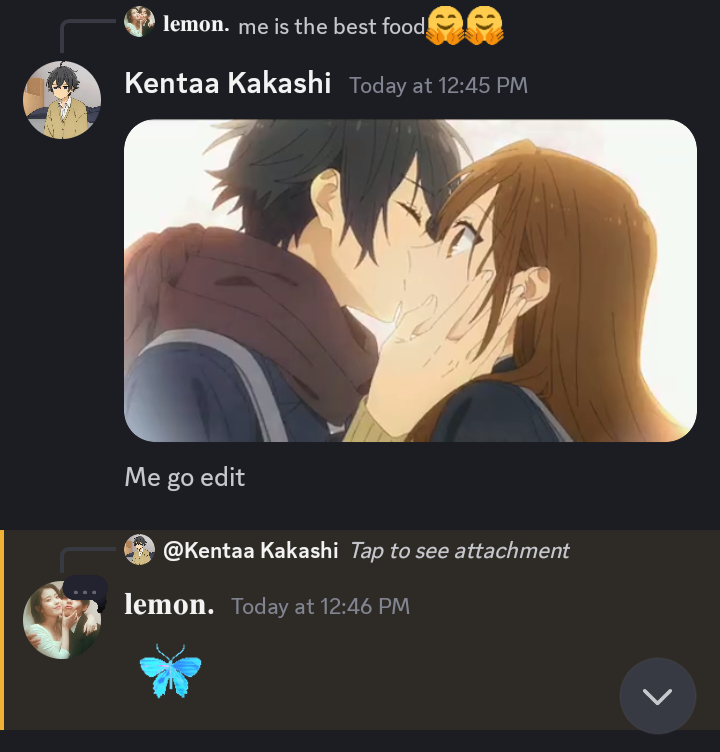 lemon. me is the best food🤗🤗
Kentaa Kakashi Today at 12:45 PM
Me go edit
@Kentaa Kakashi Tap to see attachment
lemon. Today at 12:46 PM